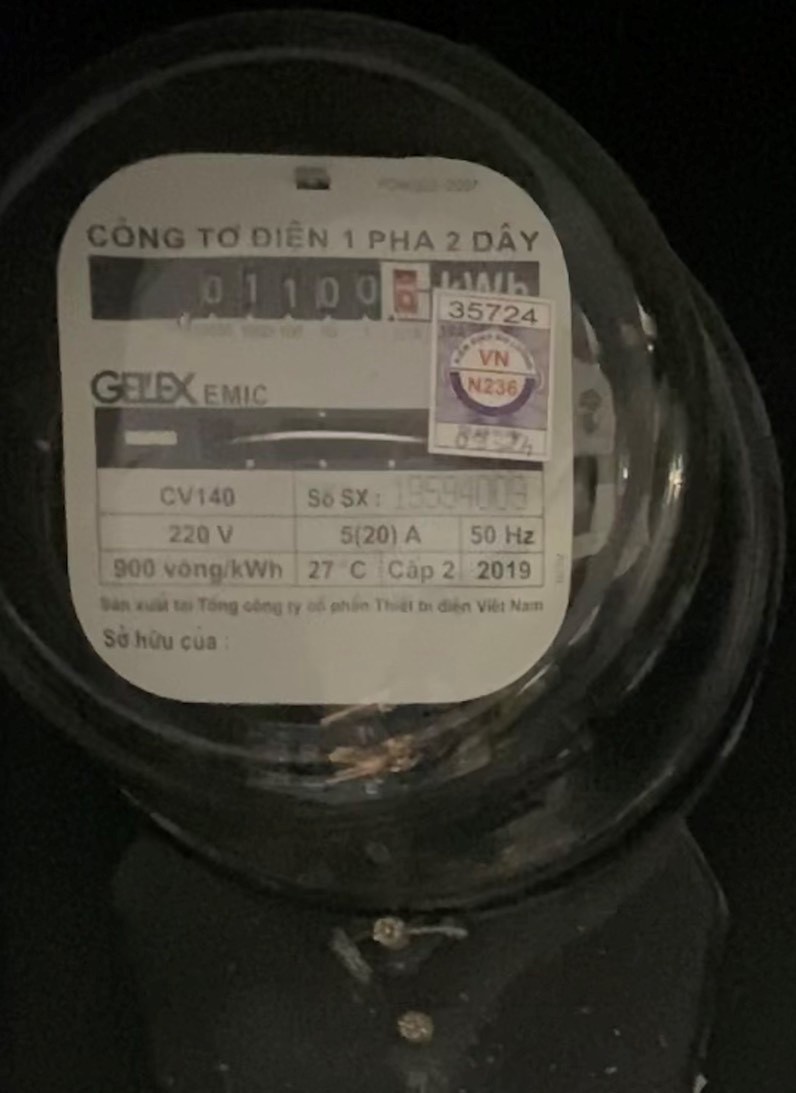 CÔNG TƠ ĐIỆN 1 PHA 2 DÂY
01100 kWh
35724
VN
N.236
GELEX EMIC
CV140 Số SX : 19594009
220 V 5(20) A 50 Hz
900 vòng/kWh 27 °C Cấp 2 2019
Sản xuất tại Tổng công ty cổ phần Thiết bị điện Việt Nam
Sở hữu của :